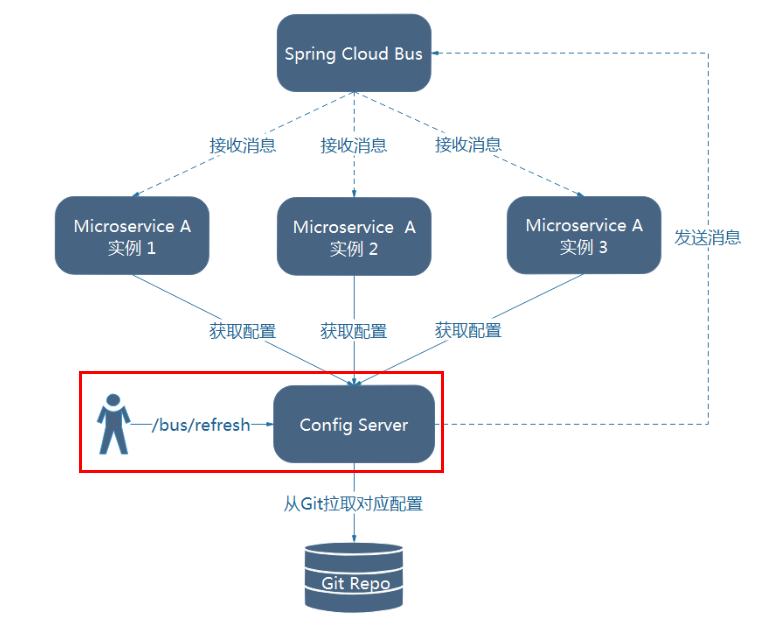 Spring Cloud Bus
接收消息
接收消息
接收消息
Microservice A
实例 1
Microservice A
实例 2
Microservice A
实例 3
发送消息
获取配置
获取配置
获取配置
/bus/refresh
Config Server
从Git拉取对应配置
Git Repo